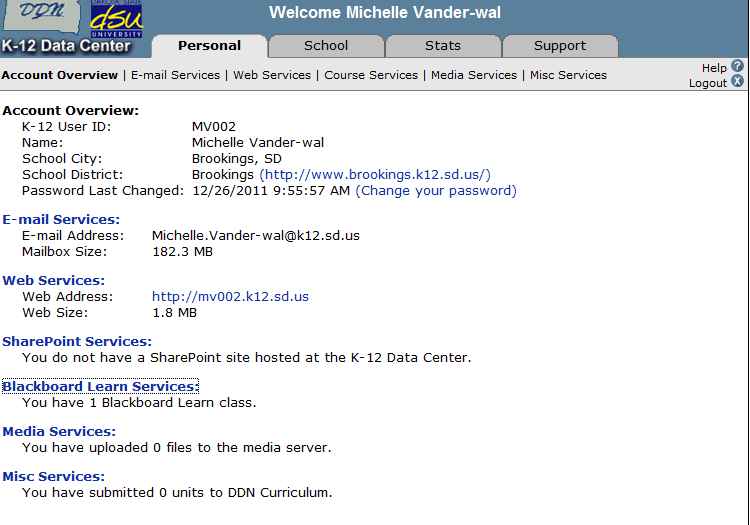 DDN
DAKOTA STATE
dsu
UNIVERSITY
K-12 Data Center
Welcome Michelle Vander-wal
Personal School Stats Support
Account Overview | E-mail Services | Web Services | Course Services | Media Services | Misc Services
Help ?
Logout X
Account Overview:
K-12 User ID: MV002
Name: Michelle Vander-wal
School City: Brookings, SD
School District: Brookings (http://www.brookings.k12.sd.us/)
Password Last Changed: 12/26/2011 9:55:57 AM (Change your password)
E-mail Services:
E-mail Address: Michelle.Vander-wal@k12.sd.us
Mailbox Size: 182.3 MB
Web Services:
Web Address: http://mv002.k12.sd.us
Web Size: 1.8 MB
SharePoint Services:
You do not have a SharePoint site hosted at the K-12 Data Center.
Blackboard Learn Services:
You have 1 Blackboard Learn class.
Media Services:
You have uploaded 0 files to the media server.
Misc Services:
You have submitted 0 units to DDN Curriculum.